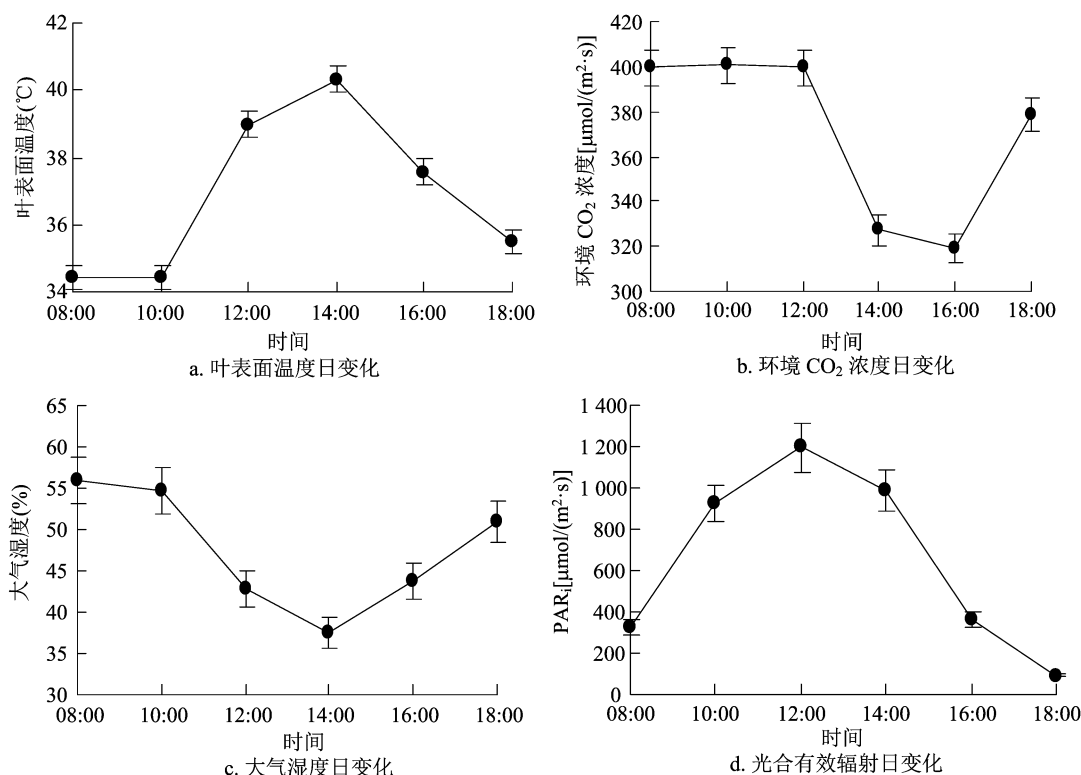 42
40
38
36
34
叶表面温度(℃)
08:00 10:00 12:00 14:00 16:00 18:00
时间
a. 叶表面温度日变化
420
400
380
360
340
320
300
环境 CO₂ 浓度[μmol/(m²·s)]
08:00 10:00 12:00 14:00 16:00 18:00
时间
b. 环境 CO₂ 浓度日变化
65
60
55
50
45
40
35
30
大气湿度(%)
08:00 10:00 12:00 14:00 16:00 18:00
时间
c. 大气湿度日变化
1 400
1 200
1 000
800
600
400
200
0
PARᵢ[μmol/(m²·s)]
08:00 10:00 12:00 14:00 16:00 18:00
时间
d. 光合有效辐射日变化